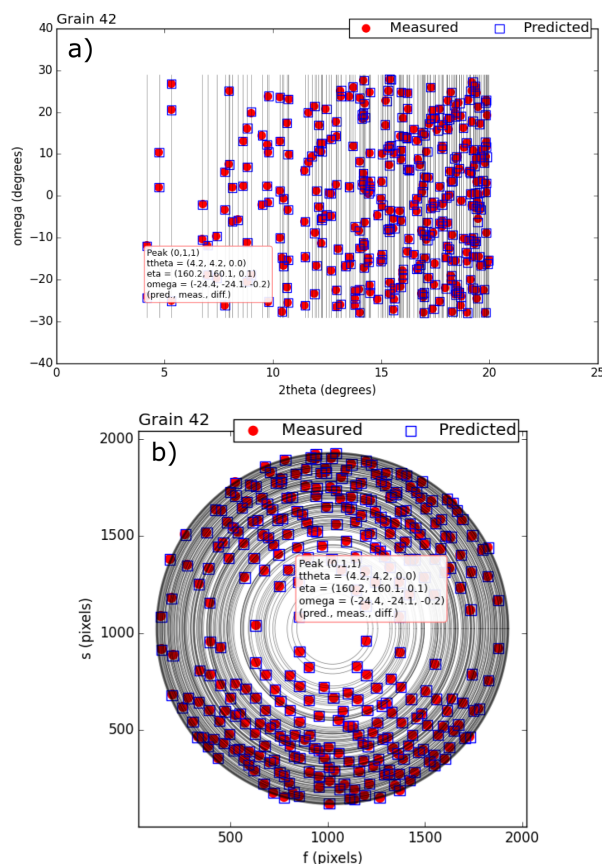 Grain 42
Measured Predicted
a)
40
30
20
10
0
−10
−20
−30
−40
omega (degrees)
Peak (0,1,1)
ttheta = (4.2, 4.2, 0.0)
eta = (160.2, 160.1, 0.1)
omega = (-24.4, -24.1, -0.2)
(pred., meas., diff.)
0 5 10 15 20 25
2theta (degrees)
Grain 42
Measured Predicted
b)
2000
1500
1000
500
s (pixels)
Peak (0,1,1)
ttheta = (4.2, 4.2, 0.0)
eta = (160.2, 160.1, 0.1)
omega = (-24.4, -24.1, -0.2)
(pred., meas., diff.)
500 1000 1500 2000
f (pixels)